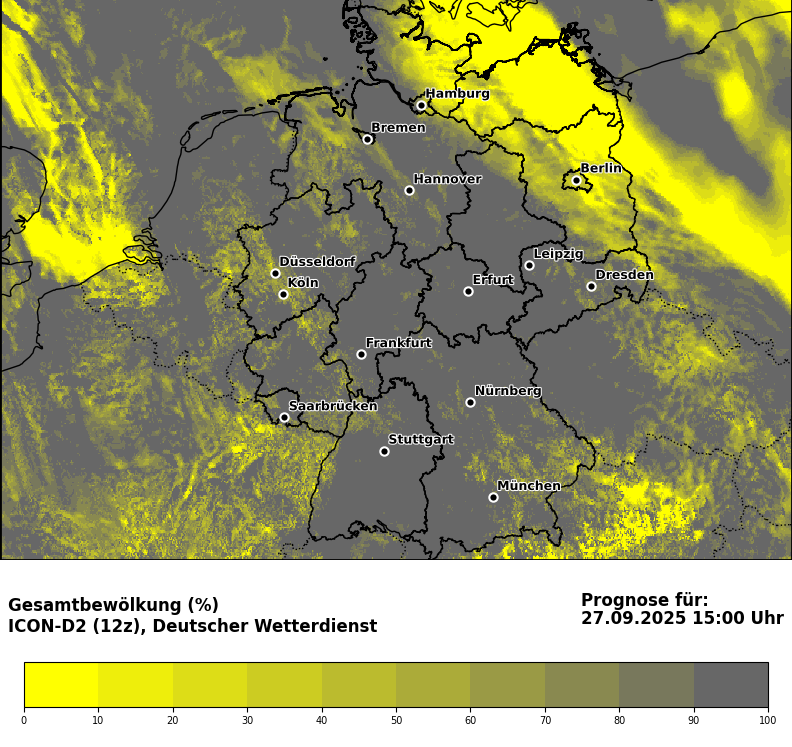 Hamburg
Bremen
Berlin
Hannover
Leipzig
Düsseldorf
Dresden
Köln
Erfurt
Frankfurt
Nürnberg
Saarbrücken
Stuttgart
München
Gesamtbewölkung (%)
ICON-D2 (12z), Deutscher Wetterdienst
Prognose für:
27.09.2025 15:00 Uhr
0 10 20 30 40 50 60 70 80 90 100